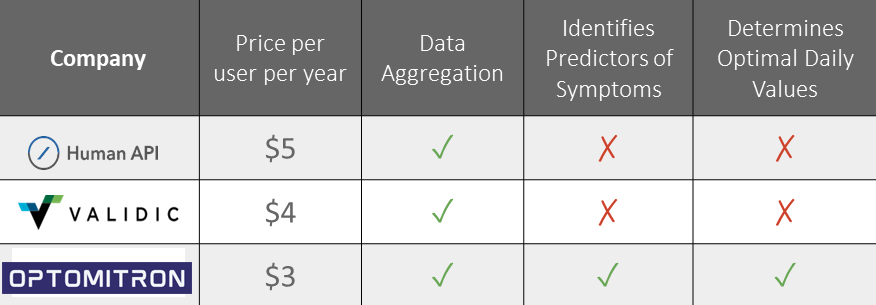 Company
Price per
user per year
Data
Aggregation
Identifies
Predictors of
Symptoms
Determines
Optimal Daily
Values
Human API
$5
✓
✗
✗
VALIDIC
$4
✓
✗
✗
OPTOMITRON
$3
✓
✓
✓